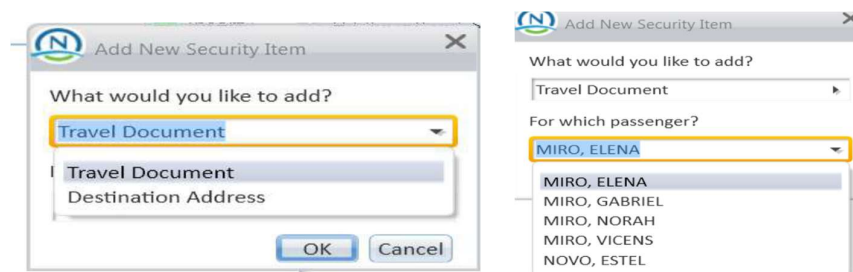 Add New Security Item
What would you like to add?
Travel Document
Travel Document
Destination Address
OK
Cancel
Add New Security Item
What would you like to add?
Travel Document
For which passenger?
MIRO, ELENA
MIRO, ELENA
MIRO, GABRIEL
MIRO, NORAH
MIRO, VICENS
NOVO, ESTEL